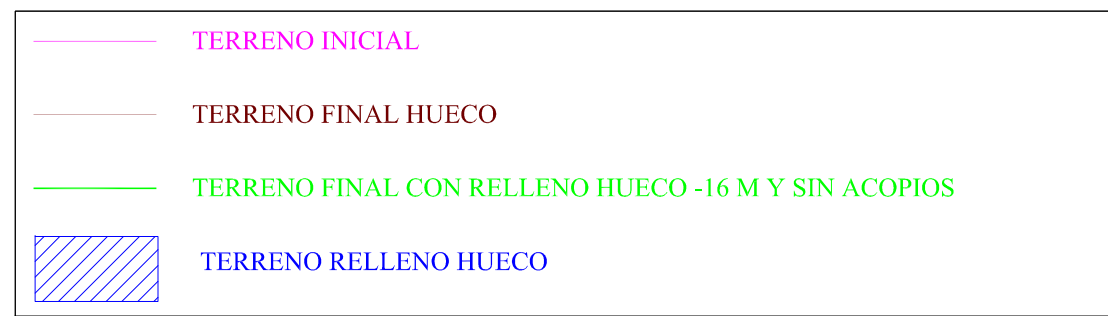 TERRENO INICIAL
TERRENO FINAL HUECO
TERRENO FINAL CON RELLENO HUECO -16 M Y SIN ACOPIOS
TERRENO RELLENO HUECO